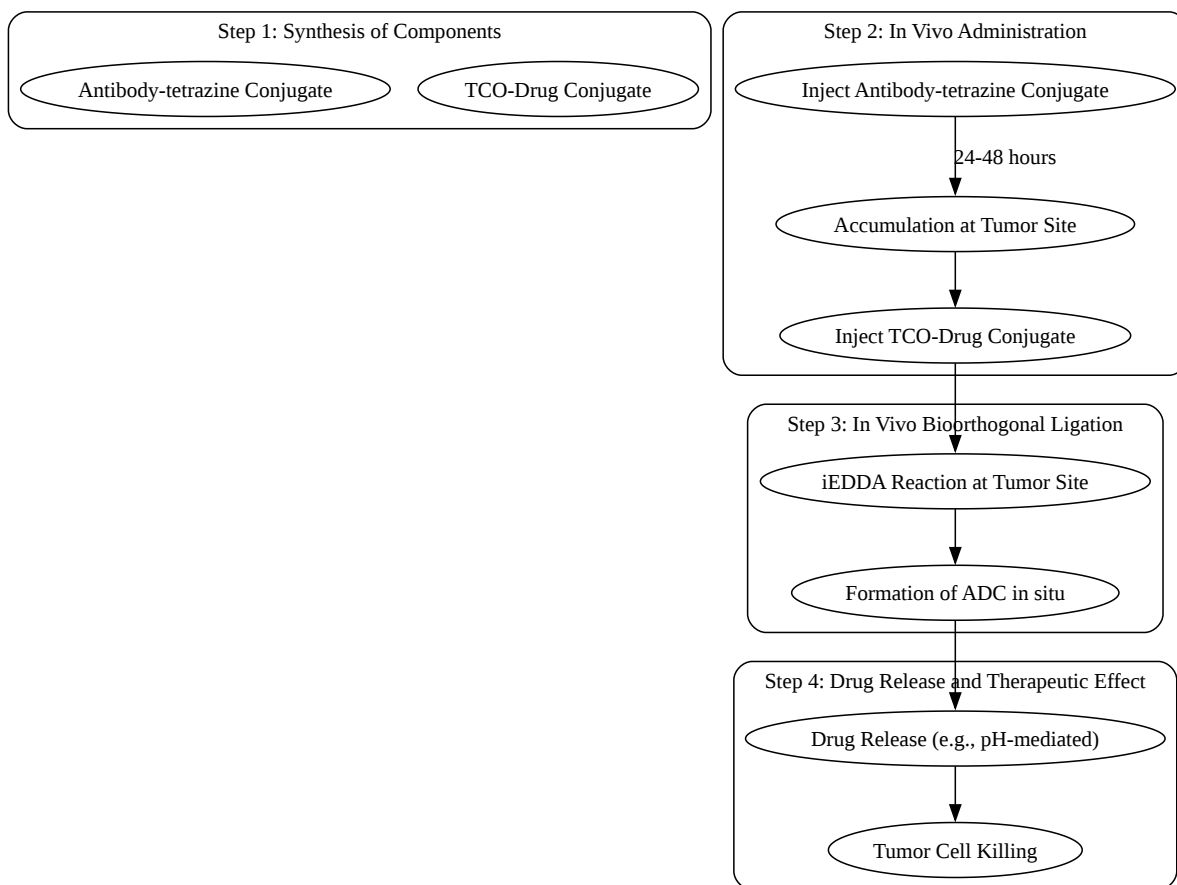 Step 1: Synthesis of Components
Antibody-tetrazine Conjugate
TCO-Drug Conjugate
Step 2: In Vivo Administration
Inject Antibody-tetrazine Conjugate
24-48 hours
Accumulation at Tumor Site
Inject TCO-Drug Conjugate
Step 3: In Vivo Bioorthogonal Ligation
iEDDA Reaction at Tumor Site
Formation of ADC in situ
Step 4: Drug Release and Therapeutic Effect
Drug Release (e.g., pH-mediated)
Tumor Cell Killing